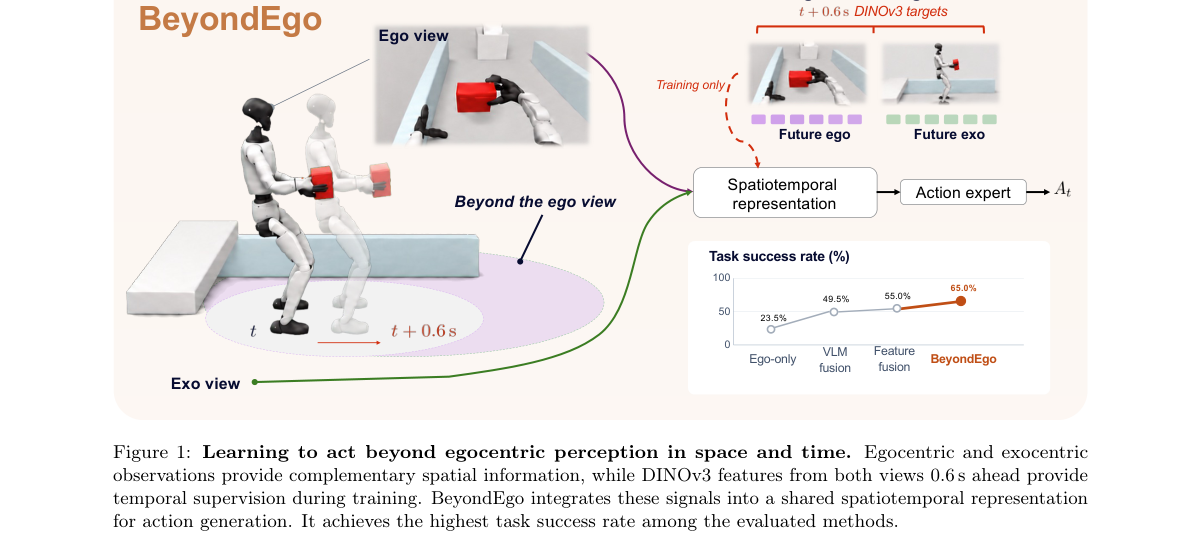 BeyondEgo
Ego view
t + 0.6 s DINOv3 targets
Training only
Future ego
Future exo
Spatiotemporal
representation
Action expert
A_t
Beyond the ego view
t
t + 0.6 s
Exo view
Task success rate (%)
100
50
0
23.5%
49.5%
55.0%
65.0%
Ego-only
VLM
fusion
Feature
fusion
BeyondEgo
Figure 1: Learning to act beyond egocentric perception in space and time. Egocentric and exocentric
observations provide complementary spatial information, while DINOv3 features from both views 0.6 s ahead provide
temporal supervision during training. BeyondEgo integrates these signals into a shared spatiotemporal representation
for action generation. It achieves the highest task success rate among the evaluated methods.